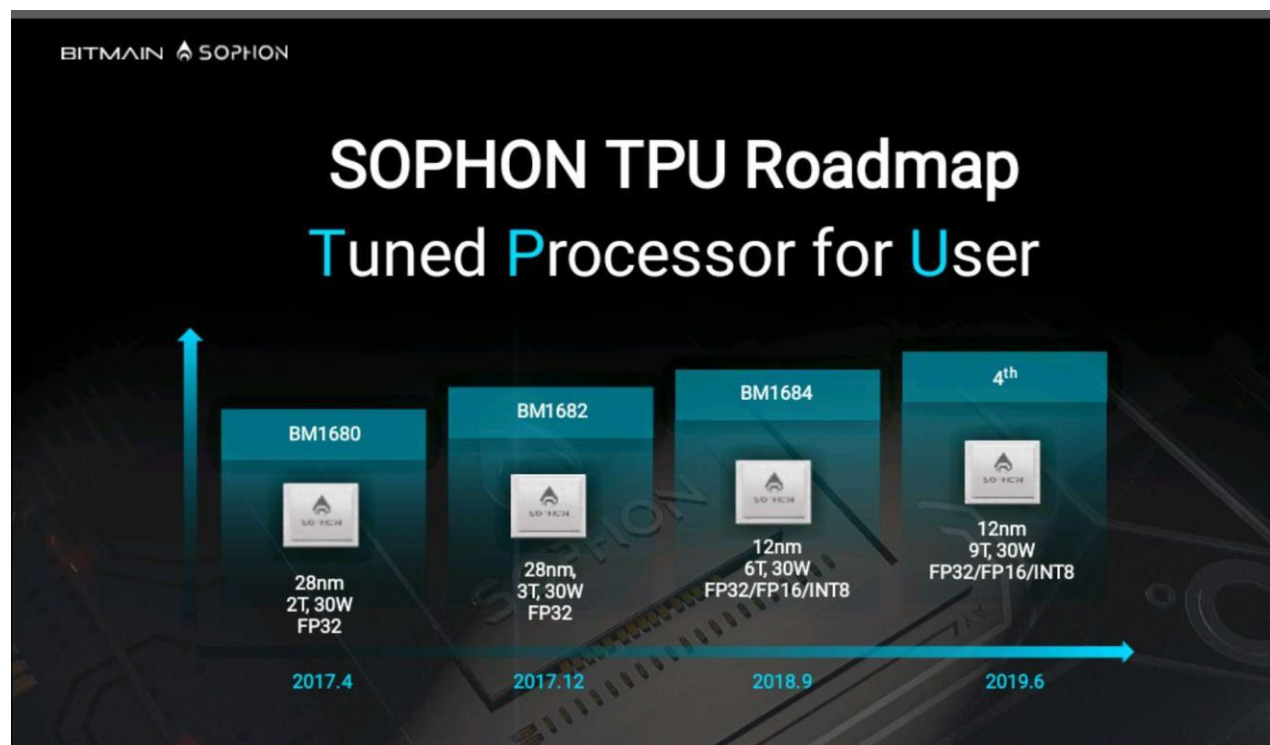 BITMAIN SOPHON
SOPHON TPU Roadmap
Tuned Processor for User
BM1680
28nm
2T, 30W
FP32
BM1682
28nm,
3T, 30W
FP32
BM1684
12nm
6T, 30W
FP32/FP16/INT8
4th
12nm
9T, 30W
FP32/FP16/INT8
2017.4
2017.12
2018.9
2019.6
SOPHON